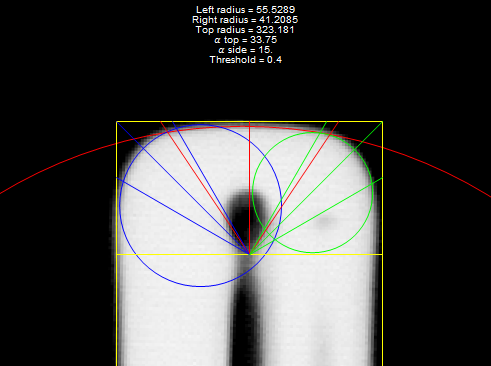 Left radius = 55.5289
Right radius = 41.2085
Top radius = 323.181
α top = 33.75
α side = 15.
Threshold = 0.4